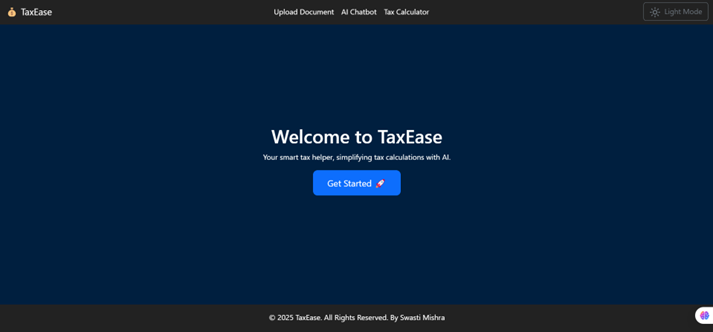 TaxEase
Upload Document AI Chatbot Tax Calculator
Light Mode
Welcome to TaxEase
Your smart tax helper, simplifying tax calculations with AI.
Get Started 🚀
© 2025 TaxEase. All Rights Reserved. By Swasti Mishra